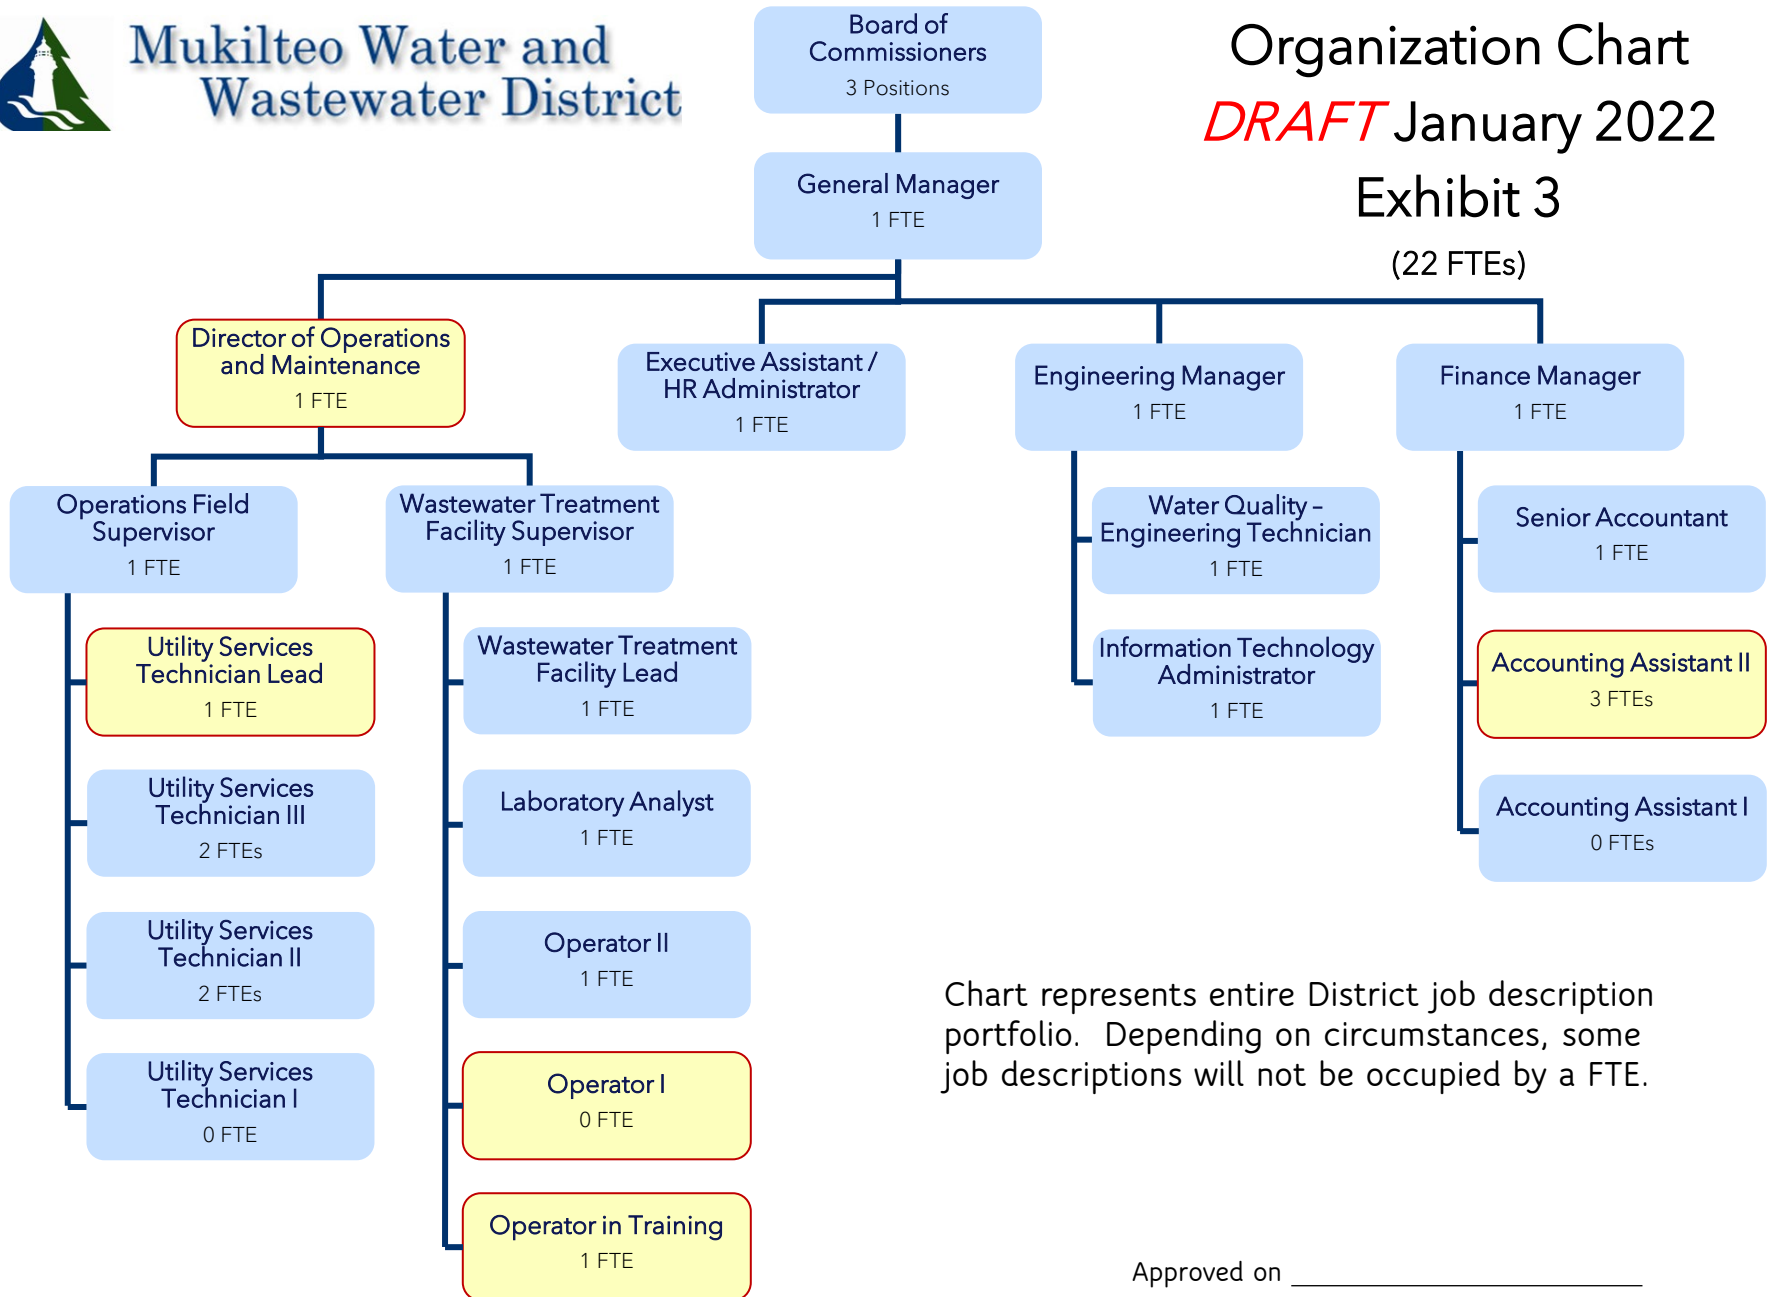 Mukilteo Water and
Wastewater District
Board of
Commissioners
3 Positions
Organization Chart
DRAFT January 2022
Exhibit 3
(22 FTEs)
General Manager
1 FTE
Director of Operations
and Maintenance
1 FTE
Executive Assistant /
HR Administrator
1 FTE
Engineering Manager
1 FTE
Finance Manager
1 FTE
Operations Field
Supervisor
1 FTE
Utility Services
Technician Lead
1 FTE
Utility Services
Technician III
2 FTEs
Utility Services
Technician II
2 FTEs
Utility Services
Technician I
0 FTE
Wastewater Treatment
Facility Supervisor
1 FTE
Wastewater Treatment
Facility Lead
1 FTE
Laboratory Analyst
1 FTE
Operator II
1 FTE
Operator I
0 FTE
Operator in Training
1 FTE
Water Quality –
Engineering Technician
1 FTE
Information Technology
Administrator
1 FTE
Senior Accountant
1 FTE
Accounting Assistant II
3 FTEs
Accounting Assistant I
0 FTEs
Chart represents entire District job description
portfolio.  Depending on circumstances, some
job descriptions will not be occupied by a FTE.
Approved on ________________________